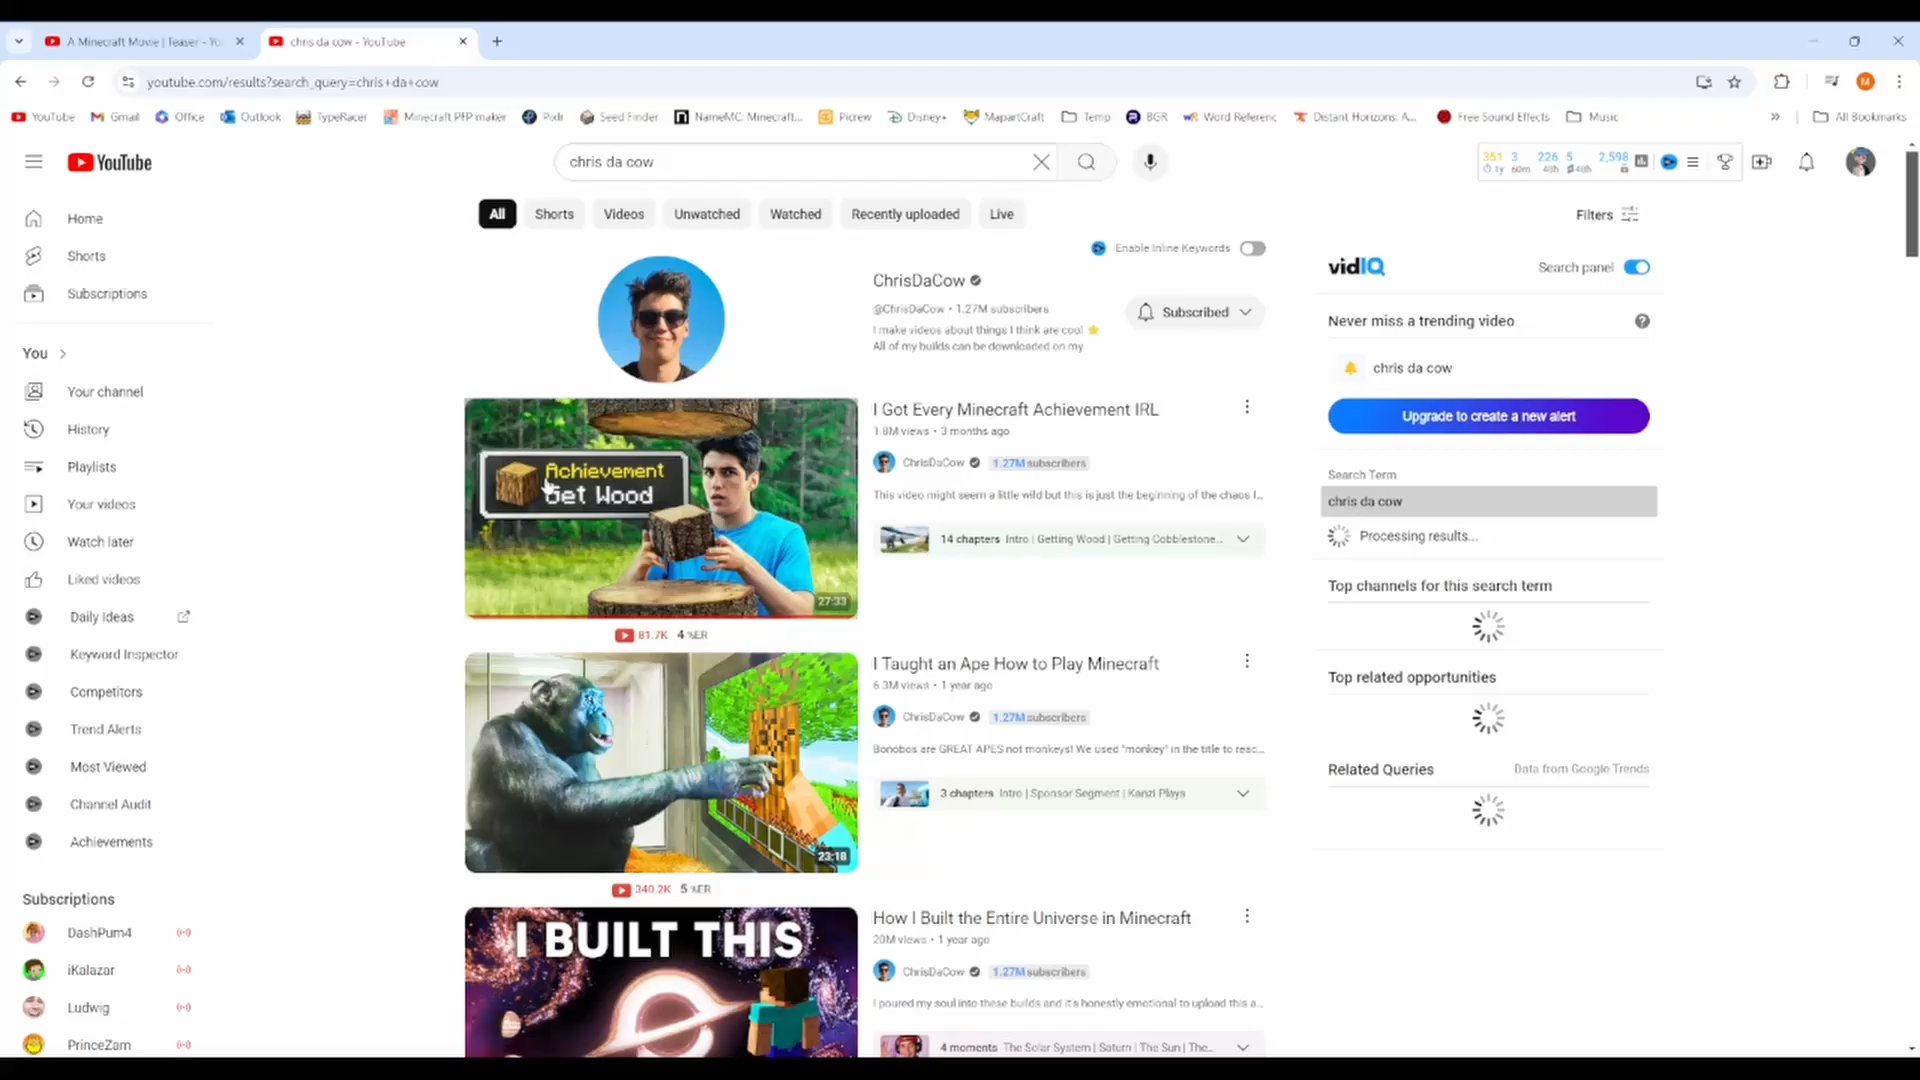 A Minecraft Movie | Teaser - Yo
chris da cow - YouTube
youtube.com/results?search_query=chris+da+cow
M
YouTube
Gmail
Office
Outlook
TypeRacer
Minecraft PFP maker
Pixlr
Seed Finder
NameMC: Minecraft...
Picrew
Disney+
MapartCraft
Temp
BGR
Word Referenc
Distant Horizons: A...
Free Sound Effects
Music
»
All Bookmarks
YouTube
chris da cow
351 3 226 5 2,598
1y 60m 48h 48h
All
Shorts
Videos
Unwatched
Watched
Recently uploaded
Live
Filters
Home
Shorts
Subscriptions
You
Your channel
History
Playlists
Your videos
Watch later
Liked videos
Daily Ideas
Keyword Inspector
Competitors
Trend Alerts
Most Viewed
Channel Audit
Achievements
Subscriptions
DashPum4
iKalazar
Ludwig
PrinceZam
Enable Inline Keywords
ChrisDaCow
@ChrisDaCow • 1.27M subscribers
I make videos about things I think are cool
All of my builds can be downloaded on my
Subscribed
Achievement
Get Wood
27:33
81.7K 4 %ER
I Got Every Minecraft Achievement IRL
1.8M views • 3 months ago
ChrisDaCow 1.27M subscribers
This video might seem a little wild but this is just the beginning of the chaos I...
14 chapters Intro | Getting Wood | Getting Cobblestone...
23:18
340.2K 5 %ER
I Taught an Ape How to Play Minecraft
6.3M views • 1 year ago
ChrisDaCow 1.27M subscribers
Bonobos are GREAT APES not monkeys! We used "monkey" in the title to reac...
3 chapters Intro | Sponsor Segment | Kanzi Plays
I BUILT THIS
How I Built the Entire Universe in Minecraft
20M views • 1 year ago
ChrisDaCow 1.27M subscribers
I poured my soul into these builds and it's honestly emotional to upload this a...
4 moments The Solar System | Saturn | The Sun | The...
vidIQ
Search panel
Never miss a trending video
?
chris da cow
Upgrade to create a new alert
Search Term
chris da cow
Processing results...
Top channels for this search term
Top related opportunities
Related Queries
Data from Google Trends